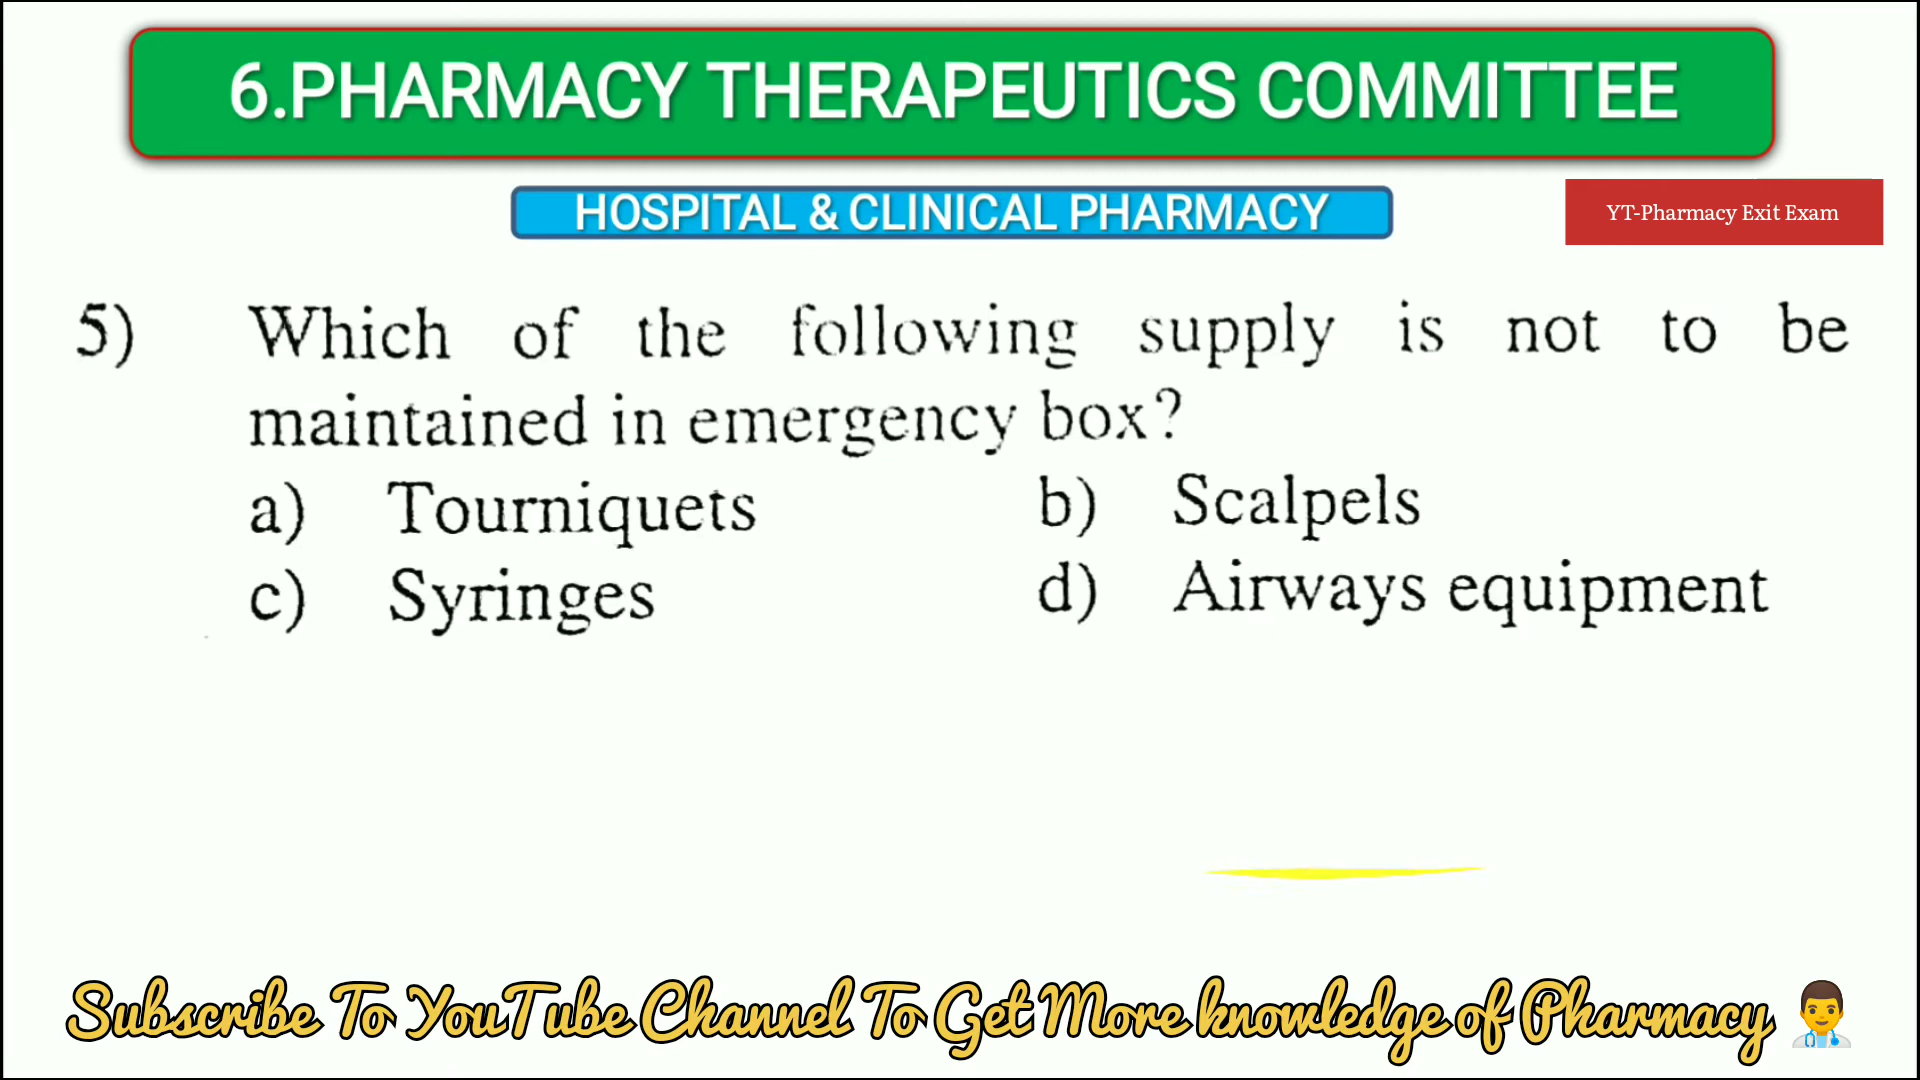 6.PHARMACY THERAPEUTICS COMMITTEE
HOSPITAL & CLINICAL PHARMACY
YT-Pharmacy Exit Exam
5) Which of the following supply is not to be
maintained in emergency box?
a) Tourniquets b) Scalpels
c) Syringes d) Airways equipment
Subscribe To YouTube Channel To Get More knowledge of Pharmacy